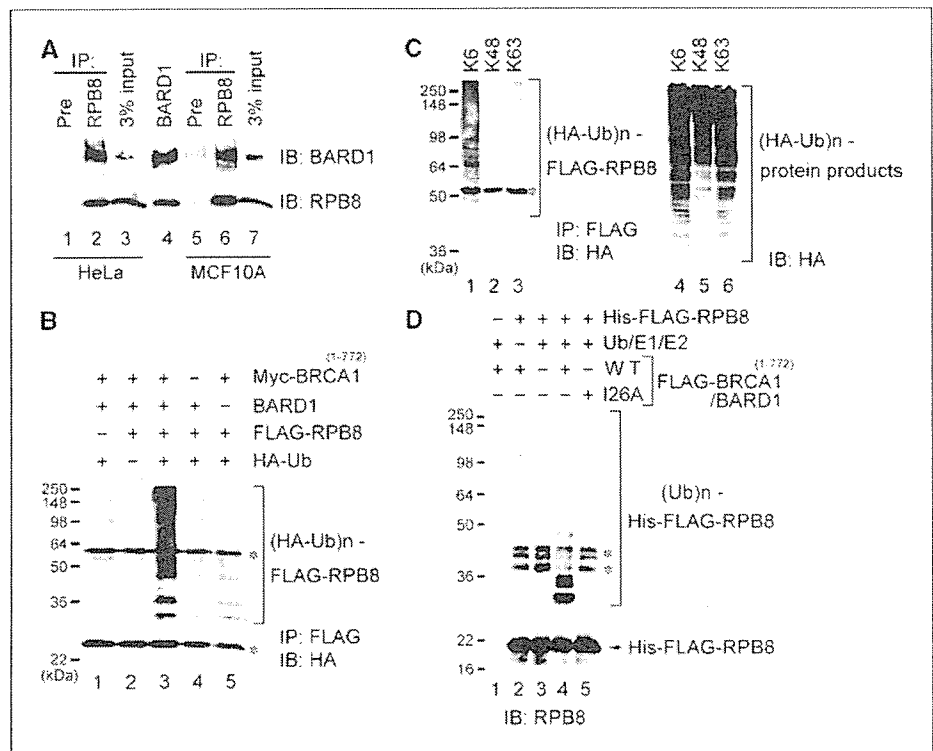 A
IP: IP:
Pre RPB8 3% input BARD1 Pre RPB8 3% input
IB: BARD1
IB: RPB8
1 2 3 4 5 6 7
HeLa MCF10A
B
(1-772)
+ + + - + Myc-BRCA1
+ + + + - BARD1
- + + + + FLAG-RPB8
+ - + + + HA-Ub
250
148
98
64
50
36
22
(kDa)
*
*
(HA-Ub)n -
FLAG-RPB8
IP: FLAG
IB: HA
1 2 3 4 5
C
K6 K48 K63
250
148
98
64
50
36
(kDa)
*
(HA-Ub)n -
FLAG-RPB8
IP: FLAG
IB: HA
1 2 3
K6 K48 K63
(HA-Ub)n -
protein products
IB: HA
4 5 6
D
- + + + + His-FLAG-RPB8
+ - + + + Ub/E1/E2
+ + - + - WT
- - - - + I26A
(1-772)
FLAG-BRCA1
/BARD1
250
148
98
64
50
36
22
16
*
*
(Ub)n -
His-FLAG-RPB8
His-FLAG-RPB8
1 2 3 4 5
IB: RPB8